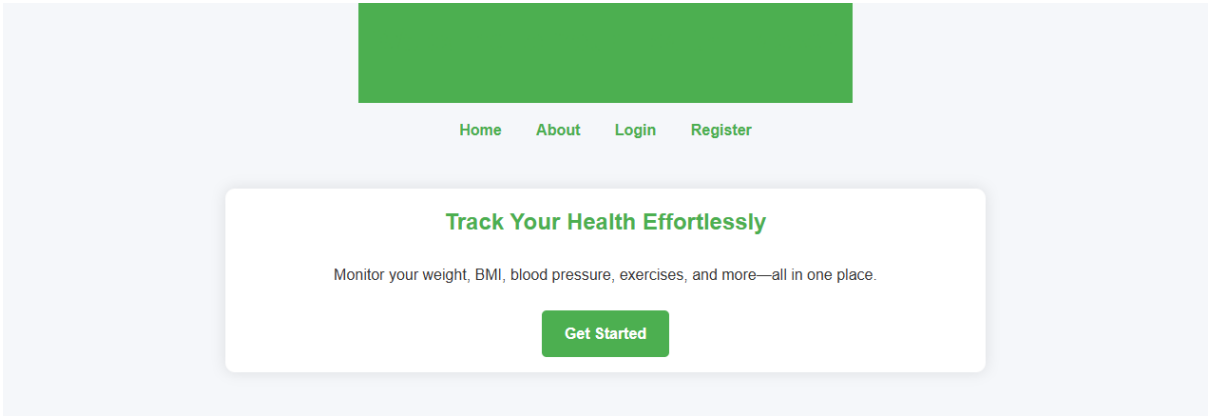 Home About Login Register
Track Your Health Effortlessly
Monitor your weight, BMI, blood pressure, exercises, and more—all in one place.
Get Started